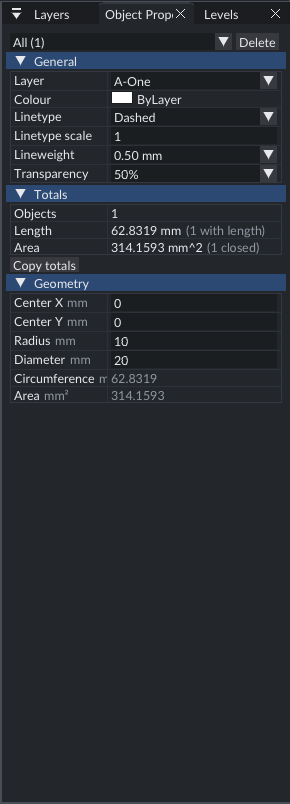 Layers Object Prop Levels
All (1) Delete
General
Layer A-One
Colour ByLayer
Linetype Dashed
Linetype scale 1
Lineweight 0.50 mm
Transparency 50%
Totals
Objects 1
Length 62.8319 mm (1 with length)
Area 314.1593 mm^2 (1 closed)
Copy totals
Geometry
Center X mm 0
Center Y mm 0
Radius mm 10
Diameter mm 20
Circumference m 62.8319
Area mm² 314.1593